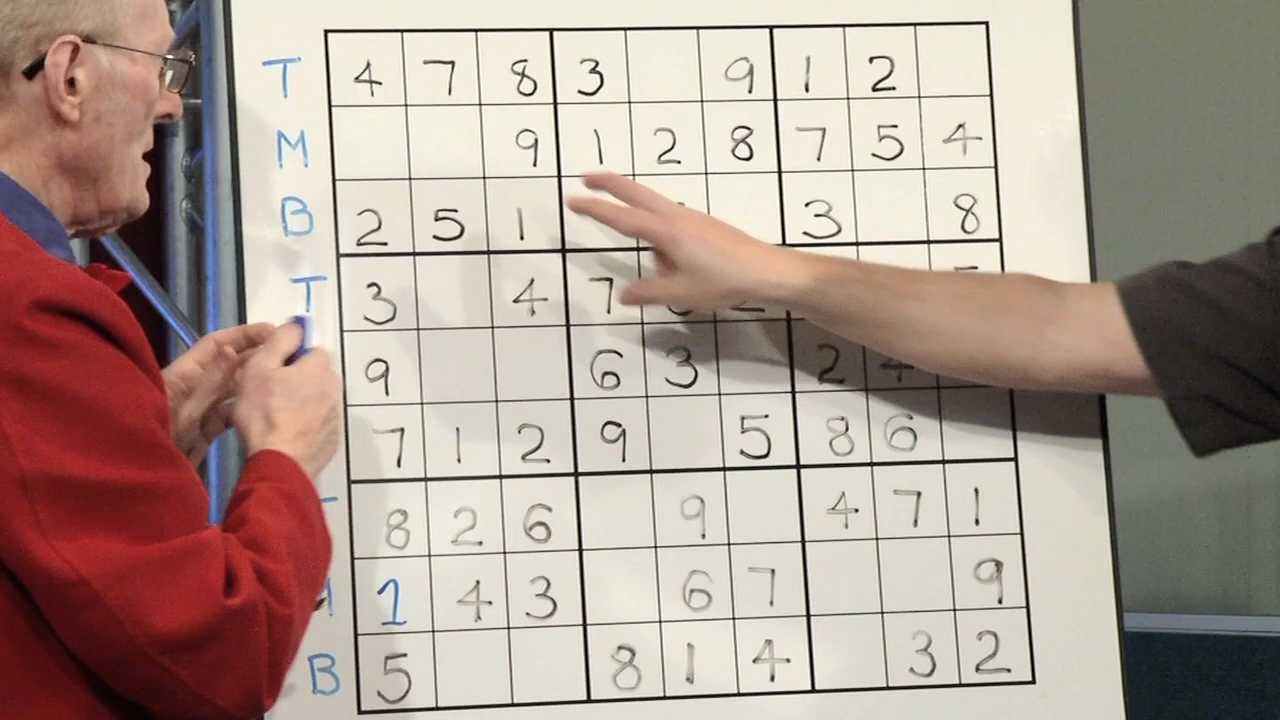 T 4 7 8 3 9 1 2
M 9 1 2 8 7 5 4
B 2 5 1 3 8
T 3 4 7
9 6 3 2 4
7 1 2 9 5 8 6
8 2 6 9 4 7 1
1 4 3 6 7 9
B 5 8 1 4 3 2